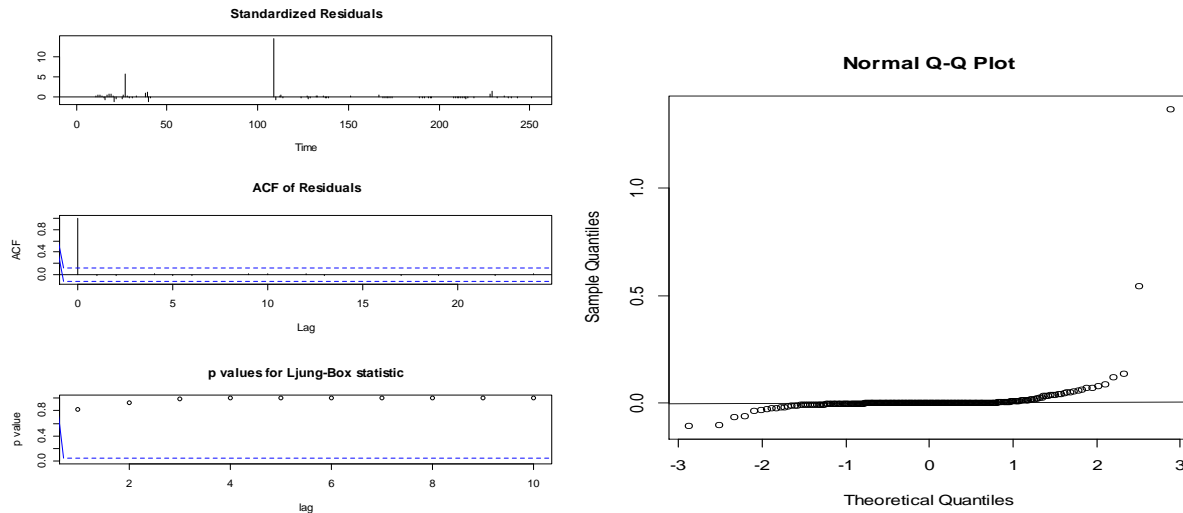 Standardized Residuals
10
5
0
0 50 100 150 200 250
Time
ACF of Residuals
ACF
0.8
0.4
0.0
0 5 10 15 20
Lag
p values for Ljung-Box statistic
p value
0.8
0.4
0.0
2 4 6 8 10
lag
Normal Q-Q Plot
Sample Quantiles
1.0
0.5
0.0
-3 -2 -1 0 1 2 3
Theoretical Quantiles